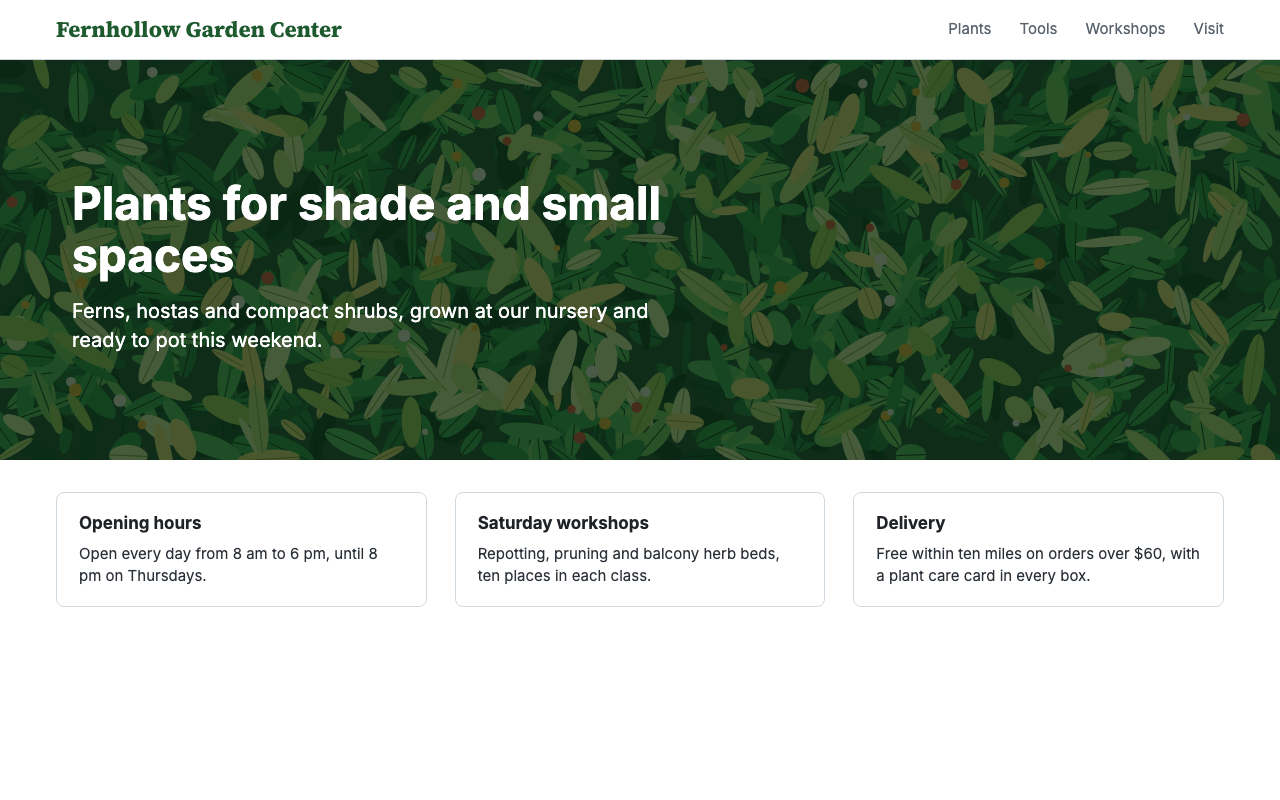 Fernhollow Garden Center
Plants Tools Workshops Visit
Plants for shade and small
spaces
Ferns, hostas and compact shrubs, grown at our nursery and
ready to pot this weekend.
Opening hours
Open every day from 8 am to 6 pm, until 8
pm on Thursdays.
Saturday workshops
Repotting, pruning and balcony herb beds,
ten places in each class.
Delivery
Free within ten miles on orders over $60, with
a plant care card in every box.